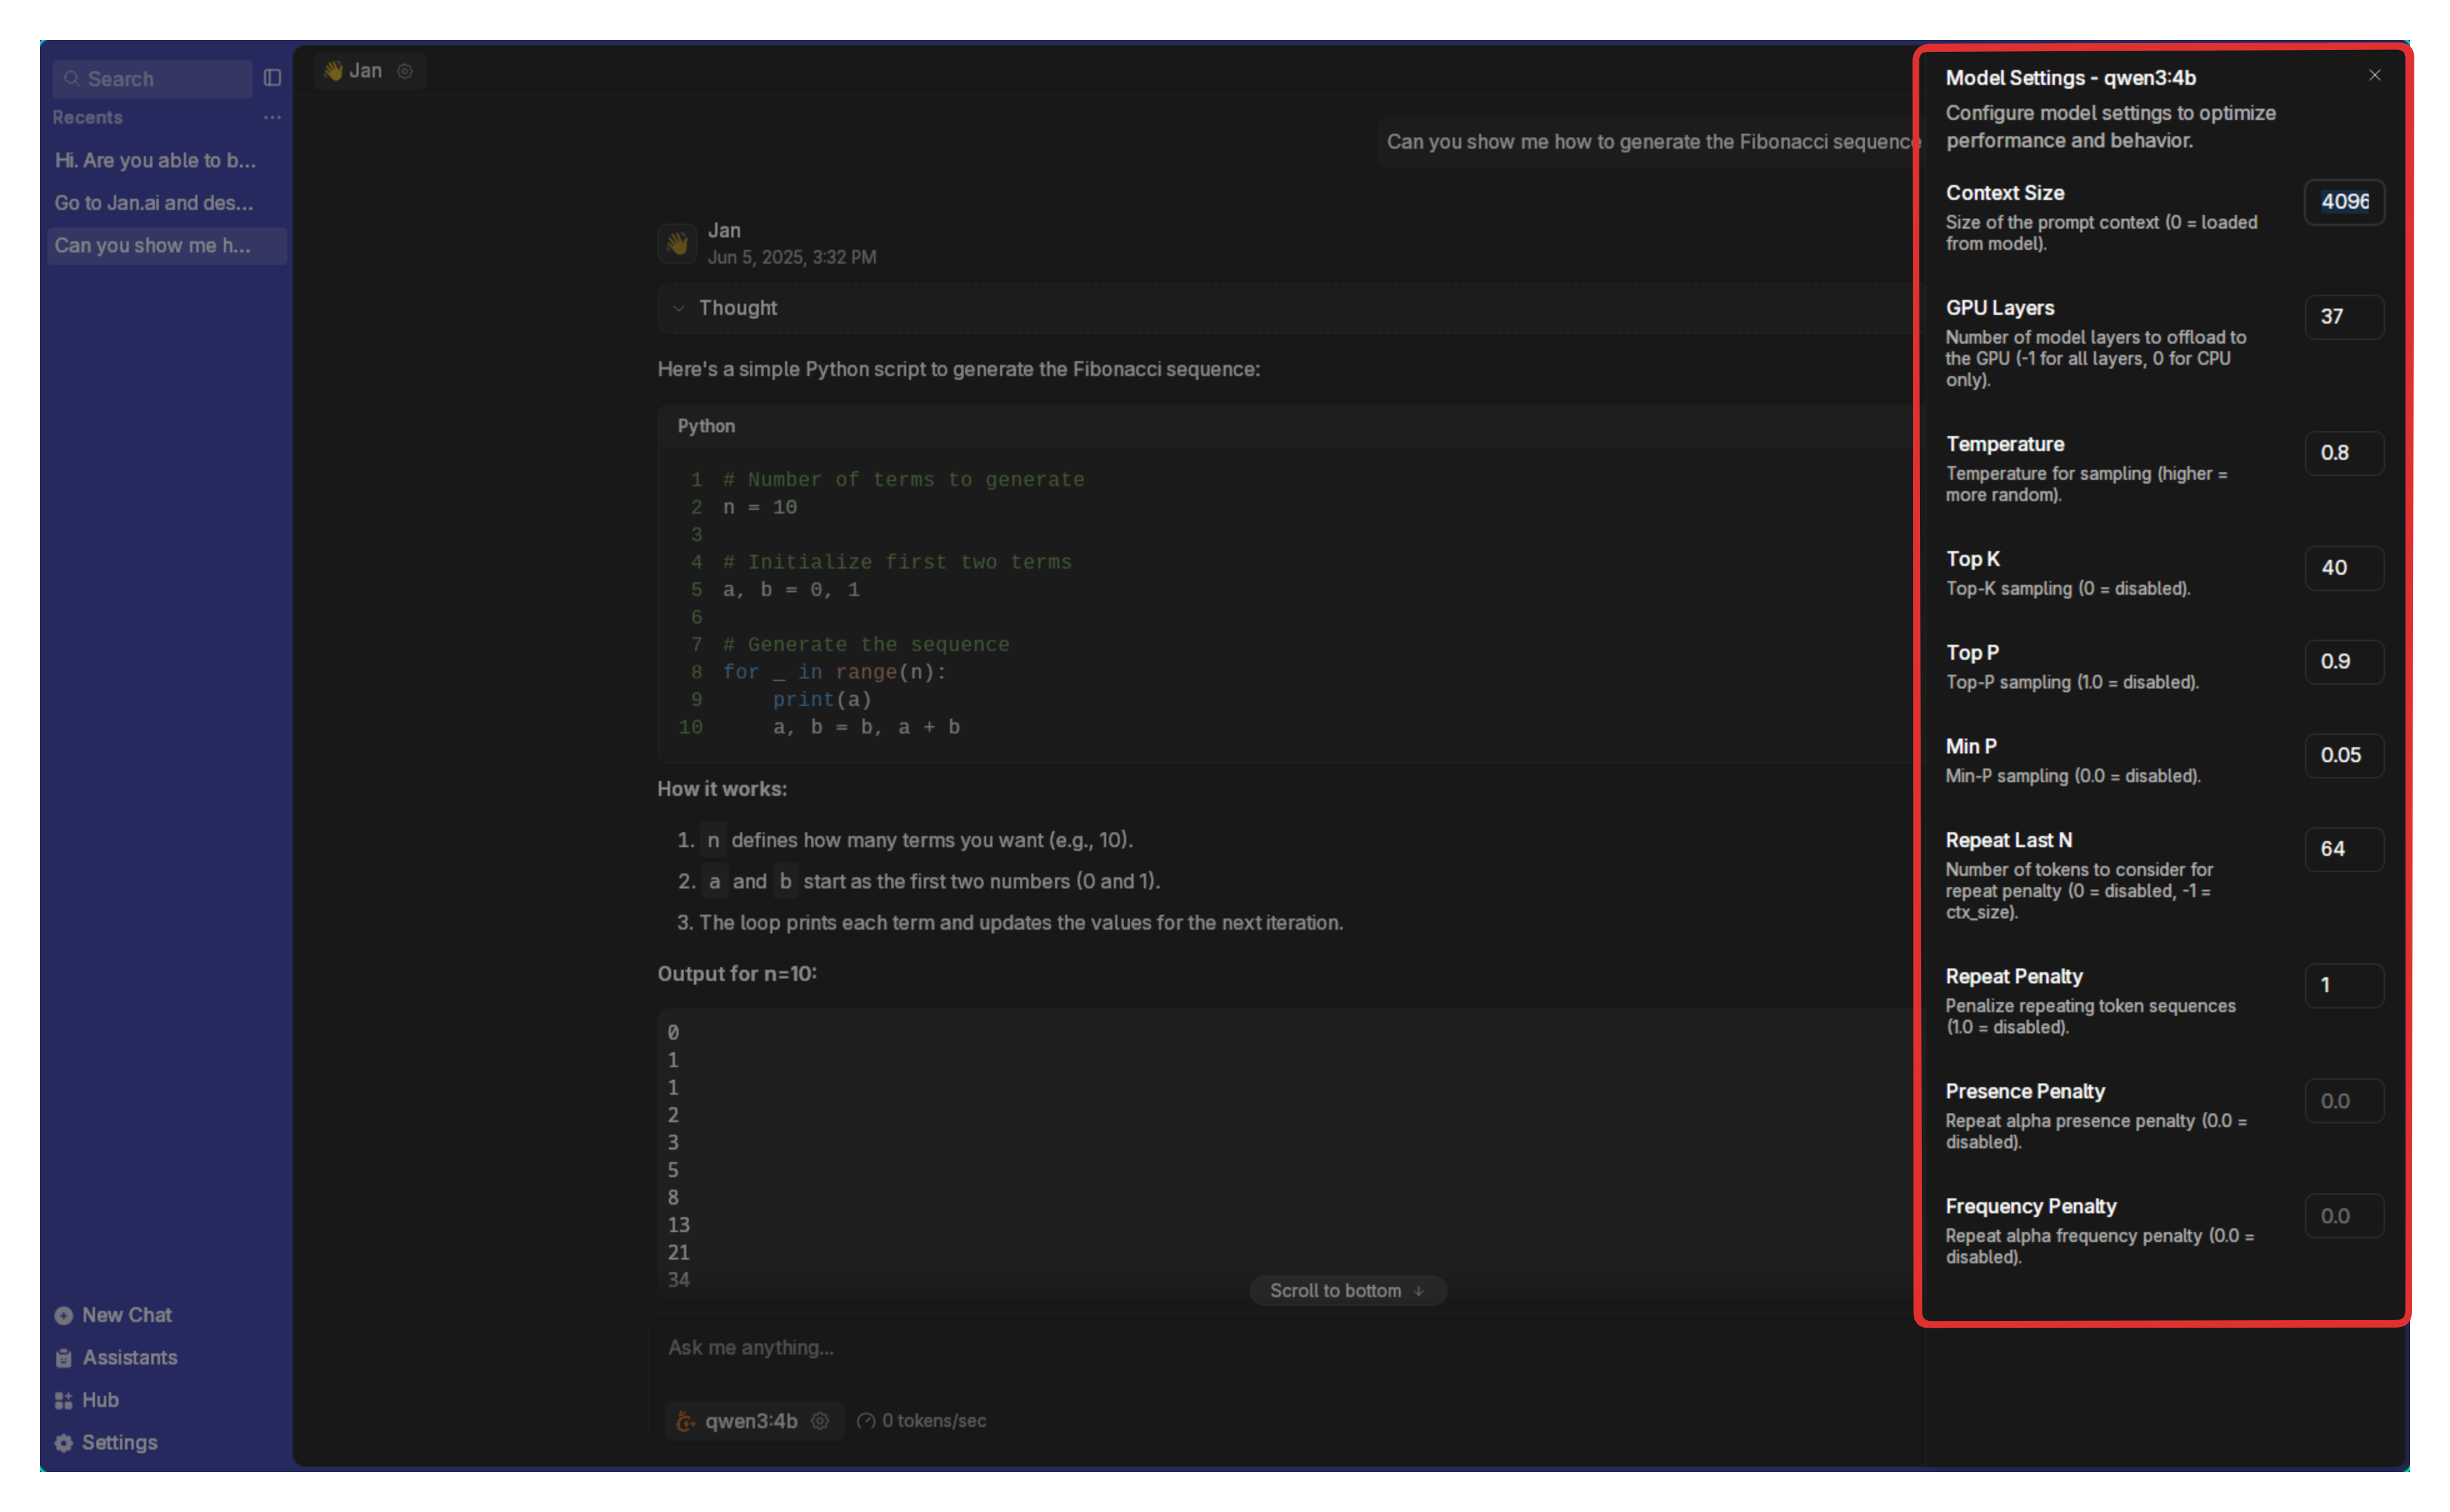 Search
Recents
Hi. Are you able to b...
Go to Jan.ai and des...
Can you show me h...
New Chat
Assistants
Hub
Settings
👋 Jan
Can you show me how to generate the Fibonacci sequence
👋
Jan
Jun 5, 2025, 3:32 PM
Thought
Here's a simple Python script to generate the Fibonacci sequence:
Python
1 # Number of terms to generate
2 n = 10
3
4 # Initialize first two terms
5 a, b = 0, 1
6
7 # Generate the sequence
8 for _ in range(n):
9     print(a)
10     a, b = b, a + b
How it works:
1. n defines how many terms you want (e.g., 10).
2. a and b start as the first two numbers (0 and 1).
3. The loop prints each term and updates the values for the next iteration.
Output for n=10:
0
1
1
2
3
5
8
13
21
34
Scroll to bottom ↓
Ask me anything...
qwen3:4b
0 tokens/sec
Model Settings - qwen3:4b
Configure model settings to optimize
performance and behavior.
Context Size
4096
Size of the prompt context (0 = loaded
from model).
GPU Layers
37
Number of model layers to offload to
the GPU (-1 for all layers, 0 for CPU
only).
Temperature
0.8
Temperature for sampling (higher =
more random).
Top K
40
Top-K sampling (0 = disabled).
Top P
0.9
Top-P sampling (1.0 = disabled).
Min P
0.05
Min-P sampling (0.0 = disabled).
Repeat Last N
64
Number of tokens to consider for
repeat penalty (0 = disabled, -1 =
ctx_size).
Repeat Penalty
1
Penalize repeating token sequences
(1.0 = disabled).
Presence Penalty
0.0
Repeat alpha presence penalty (0.0 =
disabled).
Frequency Penalty
0.0
Repeat alpha frequency penalty (0.0 =
disabled).